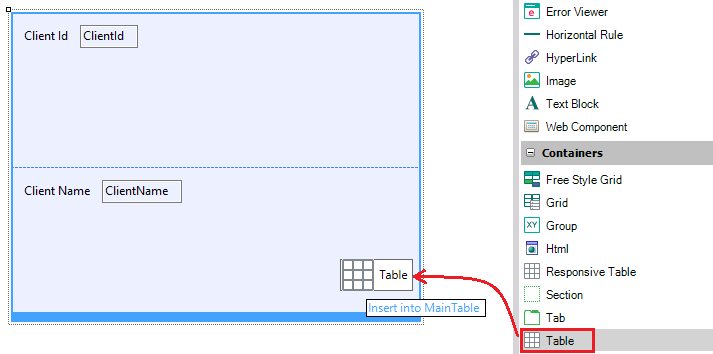 Client Id ClientId
Client Name ClientName
Table
Insert into MainTable
Error Viewer
Horizontal Rule
HyperLink
Image
A Text Block
Web Component
Containers
Free Style Grid
Grid
XY Group
Html
Responsive Table
Section
Tab
Table